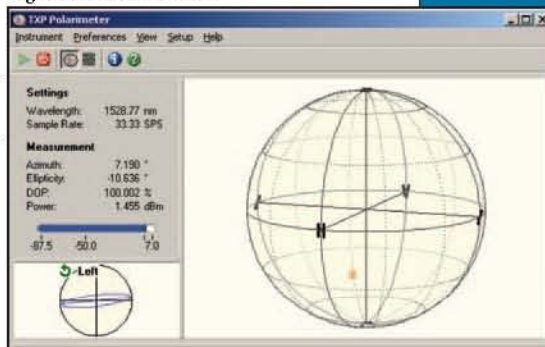 TXP Polarimeter
Instrument Preferences View Setup Help
Settings
Wavelength: 1528.77 nm
Sample Rate: 33.33 SPS
Measurement
Azimuth: 7.190 °
Ellipticity: -10.636 °
DOP: 100.002 %
Power: 1.455 dBm
-87.5 -50.0 7.0
Left
V
H